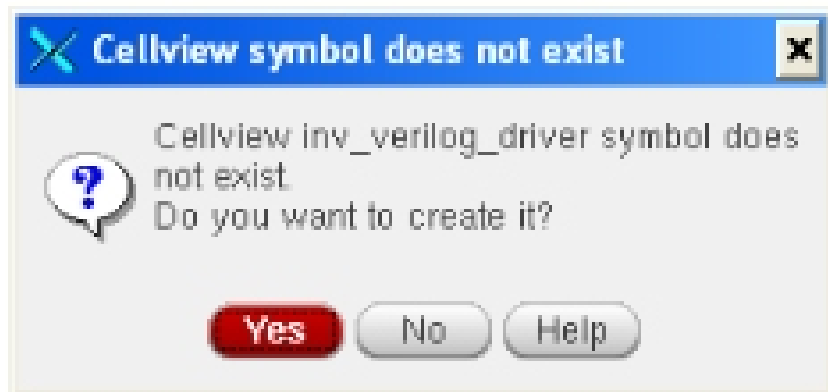 Cellview symbol does not exist
Cellview inv_verilog_driver symbol does
not exist.
Do you want to create it?
Yes No Help